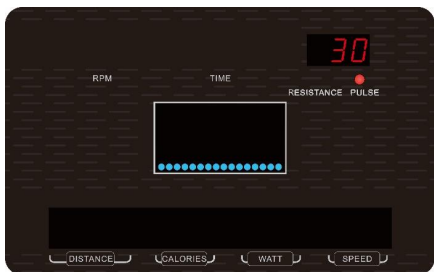 30
RPM TIME
RESISTANCE PULSE
DISTANCE CALORIES WATT SPEED